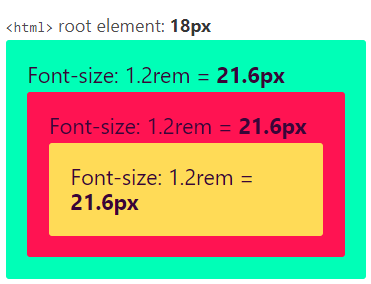 <html> root element: 18px
Font-size: 1.2rem = 21.6px
Font-size: 1.2rem = 21.6px
Font-size: 1.2rem =
21.6px